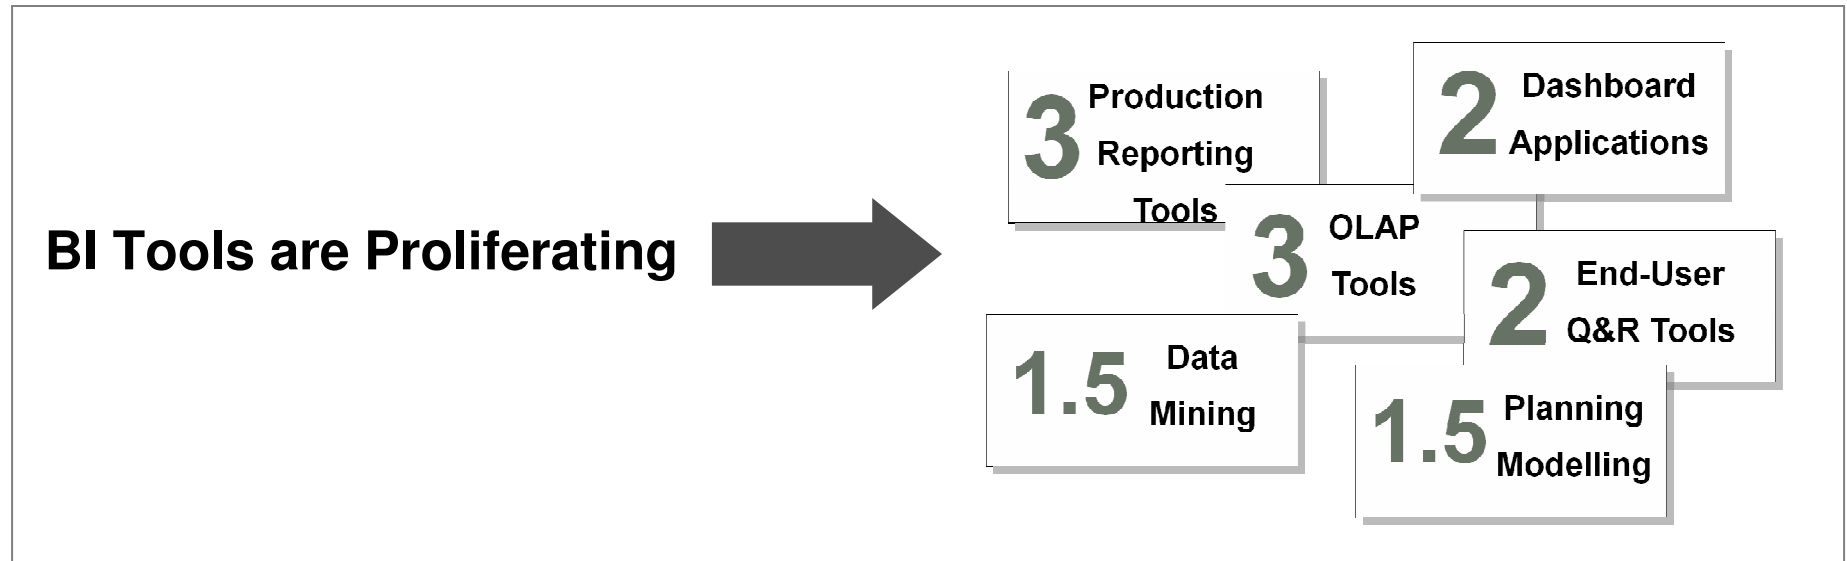 BI Tools are Proliferating
3
Production
Reporting
Tools
2
Dashboard
Applications
3
OLAP
Tools
2
End-User
Q&R Tools
1.5
Data
Mining
1.5
Planning
Modelling